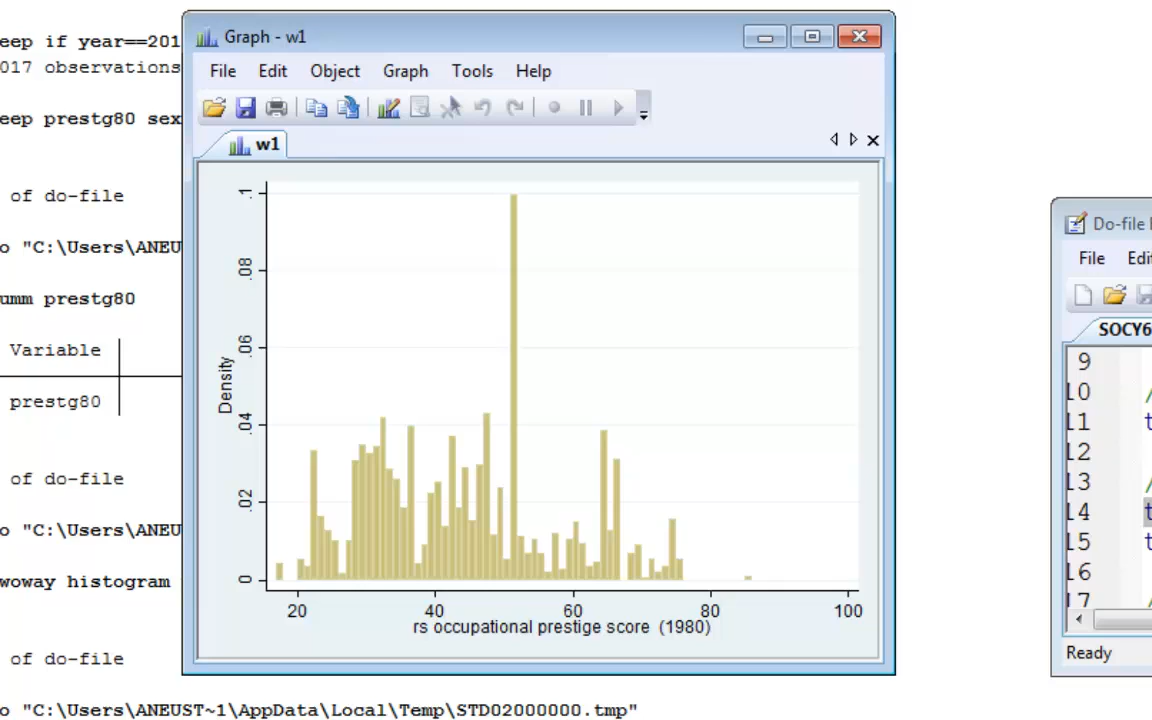 eep if year==201
017 observations
eep prestg80 sex
of do-file
o "C:\Users\ANEUS
umm prestg80
Variable
prestg80
of do-file
o "C:\Users\ANEUS
woway histogram
of do-file
o "C:\Users\ANEUST~1\AppData\Local\Temp\STD02000000.tmp"
Graph - w1
File Edit Object Graph Tools Help
w1
Density
.1
.08
.06
.04
.02
0
20 40 60 80 100
rs occupational prestige score (1980)
Do-file
File Edit
SOCY6
9
10
11
12
13
14
15
16
17
Ready